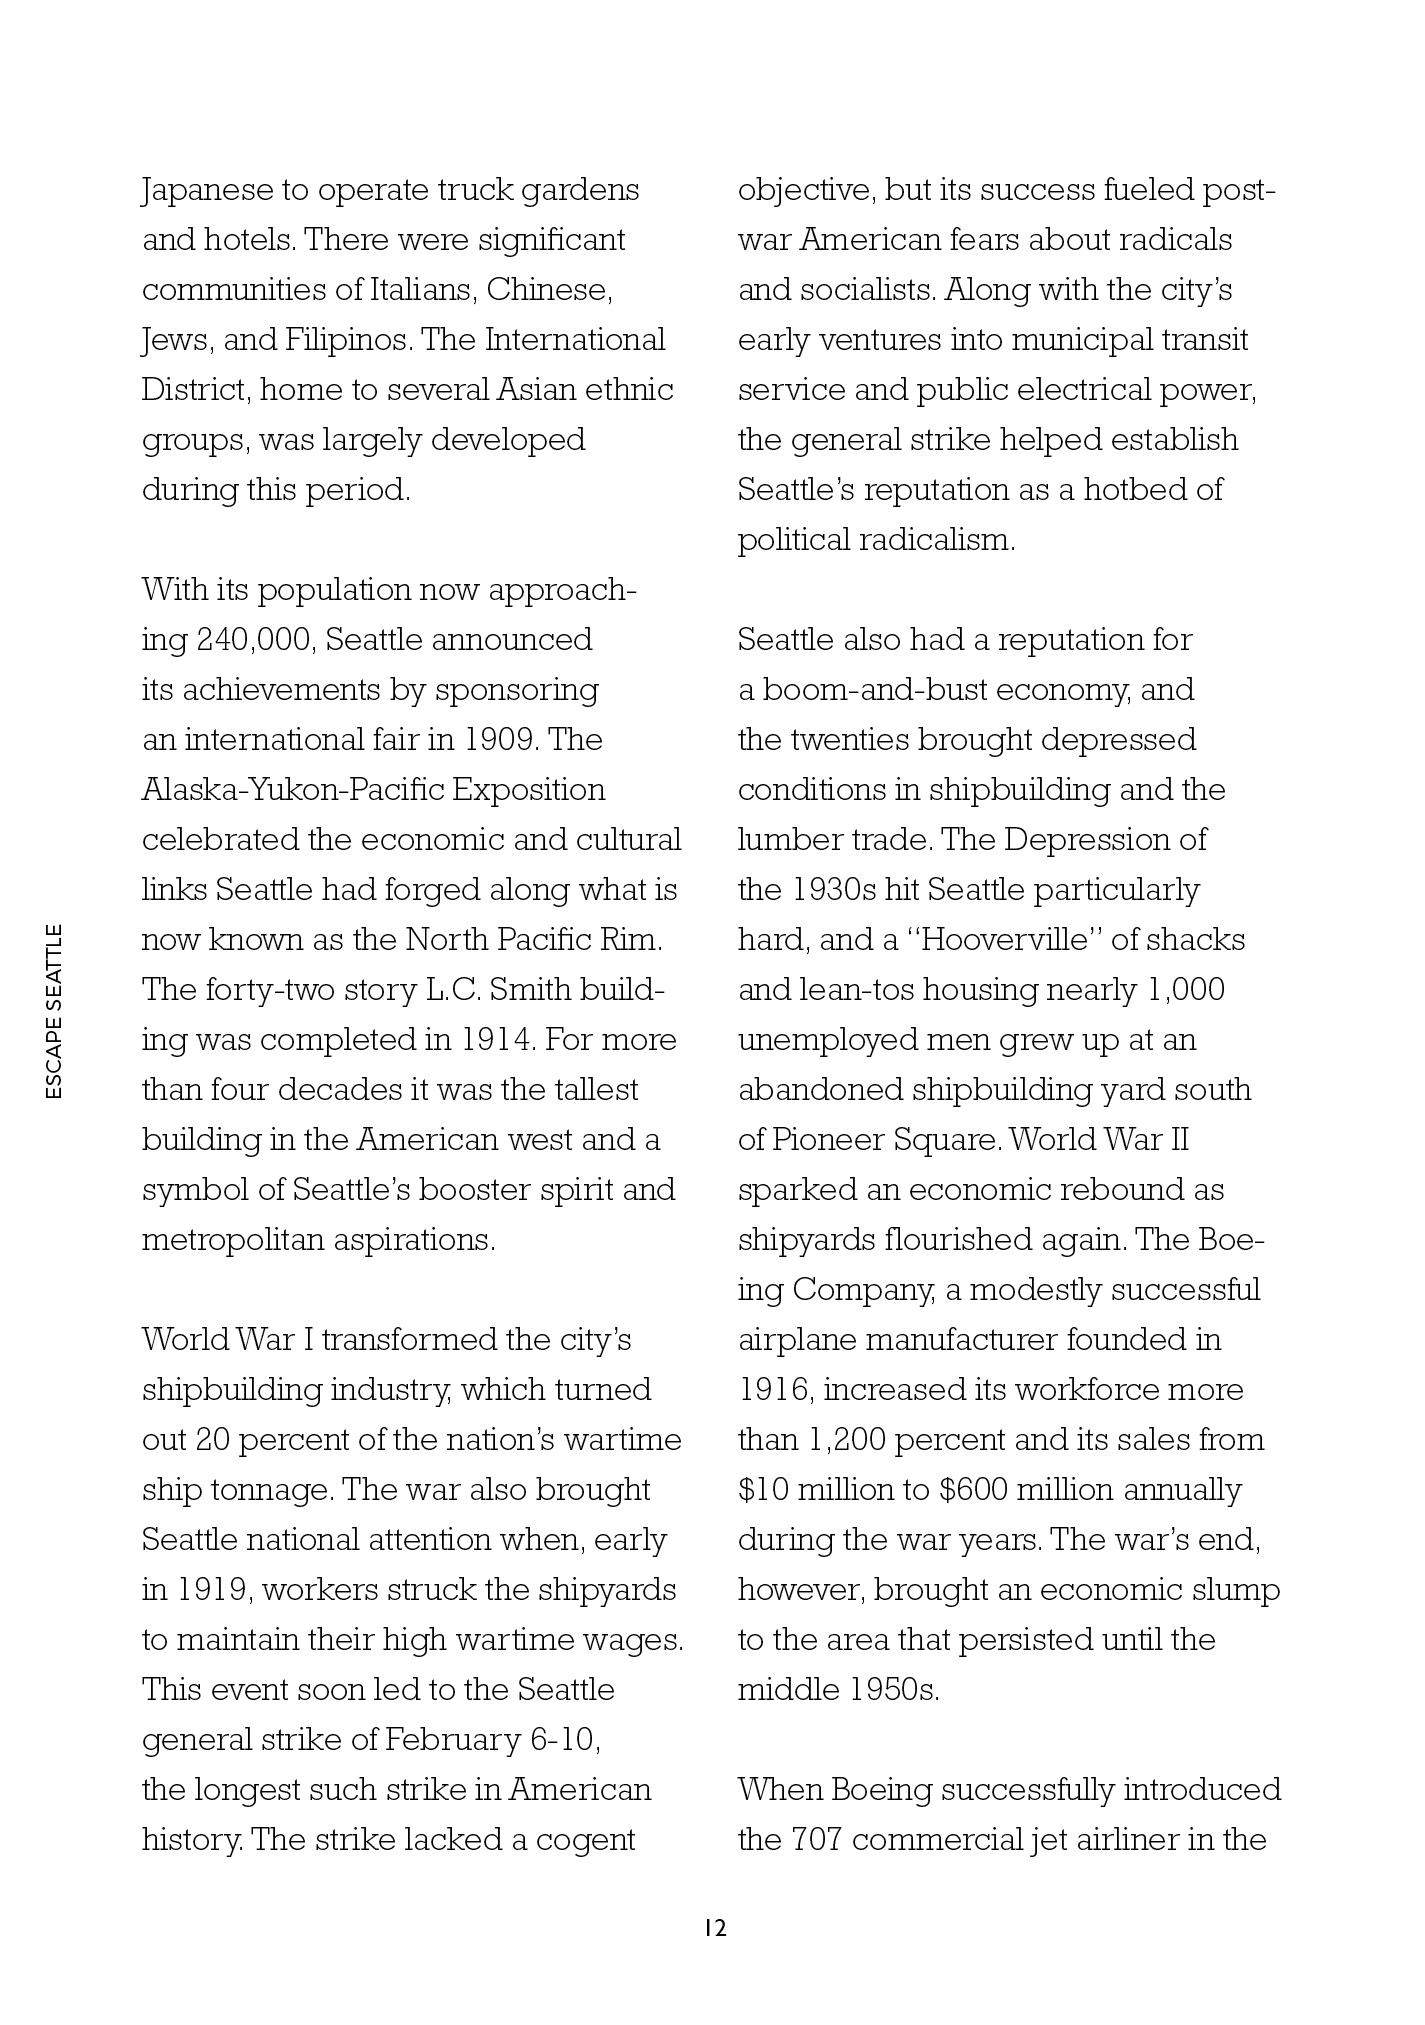 Japanese to operate truck gardens
and hotels. There were significant
communities of Italians, Chinese,
Jews, and Filipinos. The International
District, home to several Asian ethnic
groups, was largely developed
during this period.
With its population now approach-
ing 240,000, Seattle announced
its achievements by sponsoring
an international fair in 1909. The
Alaska-Yukon-Pacific Exposition
celebrated the economic and cultural
links Seattle had forged along what is
now known as the North Pacific Rim.
The forty-two story L.C. Smith build-
ing was completed in 1914. For more
than four decades it was the tallest
building in the American west and a
symbol of Seattle’s booster spirit and
metropolitan aspirations.
World War I transformed the city’s
shipbuilding industry, which turned
out 20 percent of the nation’s wartime
ship tonnage. The war also brought
Seattle national attention when, early
in 1919, workers struck the shipyards
to maintain their high wartime wages.
This event soon led to the Seattle
general strike of February 6-10,
the longest such strike in American
history. The strike lacked a cogent
objective, but its success fueled post-
war American fears about radicals
and socialists. Along with the city’s
early ventures into municipal transit
service and public electrical power,
the general strike helped establish
Seattle’s reputation as a hotbed of
political radicalism.
Seattle also had a reputation for
a boom-and-bust economy, and
the twenties brought depressed
conditions in shipbuilding and the
lumber trade. The Depression of
the 1930s hit Seattle particularly
hard, and a “Hooverville” of shacks
and lean-tos housing nearly 1,000
unemployed men grew up at an
abandoned shipbuilding yard south
of Pioneer Square. World War II
sparked an economic rebound as
shipyards flourished again. The Boe-
ing Company, a modestly successful
airplane manufacturer founded in
1916, increased its workforce more
than 1,200 percent and its sales from
$10 million to $600 million annually
during the war years. The war’s end,
however, brought an economic slump
to the area that persisted until the
middle 1950s.
When Boeing successfully introduced
the 707 commercial jet airliner in the
ESCAPE SEATTLE
12